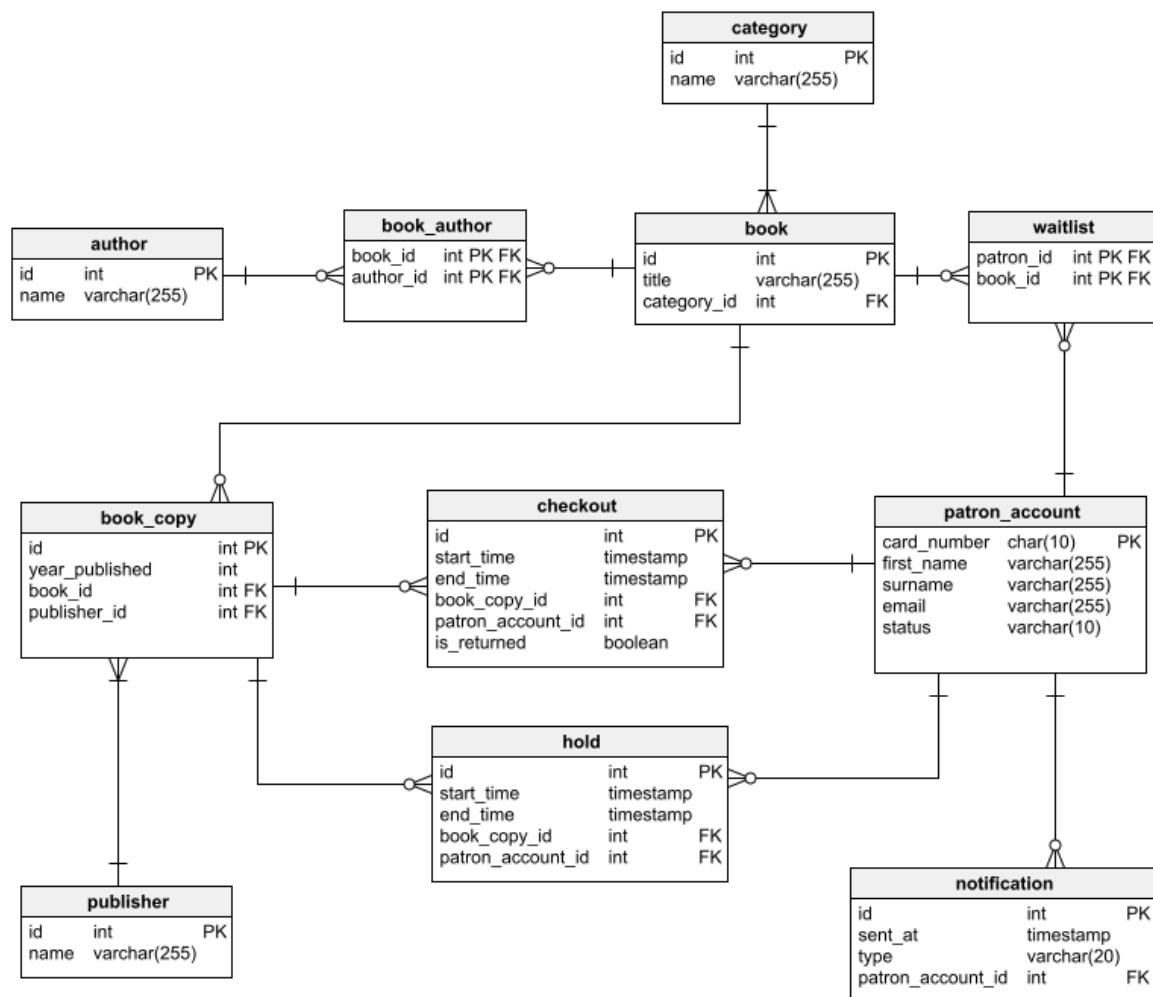 category
id int PK
name varchar(255)
author
id int PK
name varchar(255)
book_author
book_id int PK FK
author_id int PK FK
book
id int PK
title varchar(255)
category_id int FK
waitlist
patron_id int PK FK
book_id int PK FK
book_copy
id int PK
year_published int
book_id int FK
publisher_id int FK
checkout
id int PK
start_time timestamp
end_time timestamp
book_copy_id int FK
patron_account_id int FK
is_returned boolean
patron_account
card_number char(10) PK
first_name varchar(255)
surname varchar(255)
email varchar(255)
status varchar(10)
hold
id int PK
start_time timestamp
end_time timestamp
book_copy_id int FK
patron_account_id int FK
publisher
id int PK
name varchar(255)
notification
id int PK
sent_at timestamp
type varchar(20)
patron_account_id int FK